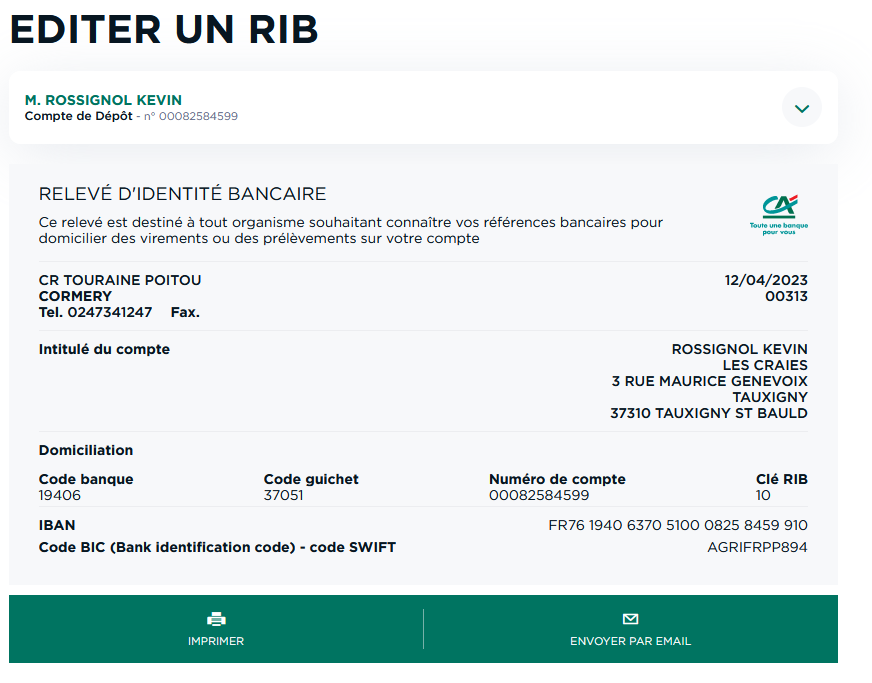 EDITER UN RIB
M. ROSSIGNOL KEVIN
Compte de Dépôt - n° 00082584599
RELEVÉ D'IDENTITÉ BANCAIRE
Ce relevé est destiné à tout organisme souhaitant connaître vos références bancaires pour
domicilier des virements ou des prélèvements sur votre compte
CA
Toute une banque
pour vous
CR TOURAINE POITOU 12/04/2023
CORMERY 00313
Tel. 0247341247 Fax.
Intitulé du compte ROSSIGNOL KEVIN
LES CRAIES
3 RUE MAURICE GENEVOIX
TAUXIGNY
37310 TAUXIGNY ST BAULD
Domiciliation
Code banque Code guichet Numéro de compte Clé RIB
19406 37051 00082584599 10
IBAN FR76 1940 6370 5100 0825 8459 910
Code BIC (Bank identification code) - code SWIFT AGRIFRPP894
IMPRIMER ENVOYER PAR EMAIL